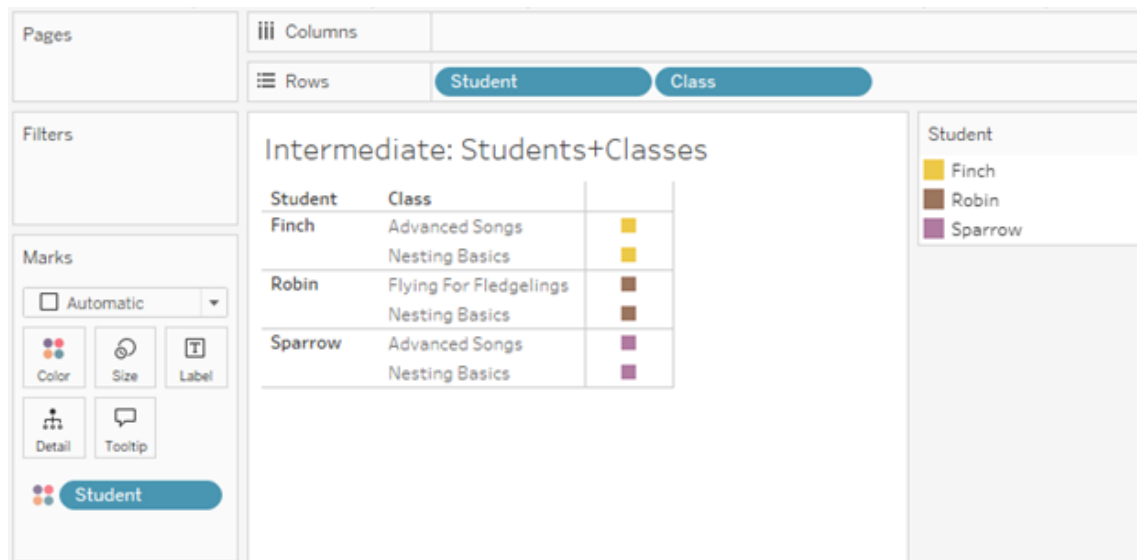 Pages
Columns
Rows
Student
Class
Filters
Marks
Automatic
Color
Size
Label
Detail
Tooltip
Student
Intermediate: Students+Classes
Student Class
Finch Advanced Songs
Nesting Basics
Robin Flying For Fledgelings
Nesting Basics
Sparrow Advanced Songs
Nesting Basics
Student
Finch
Robin
Sparrow